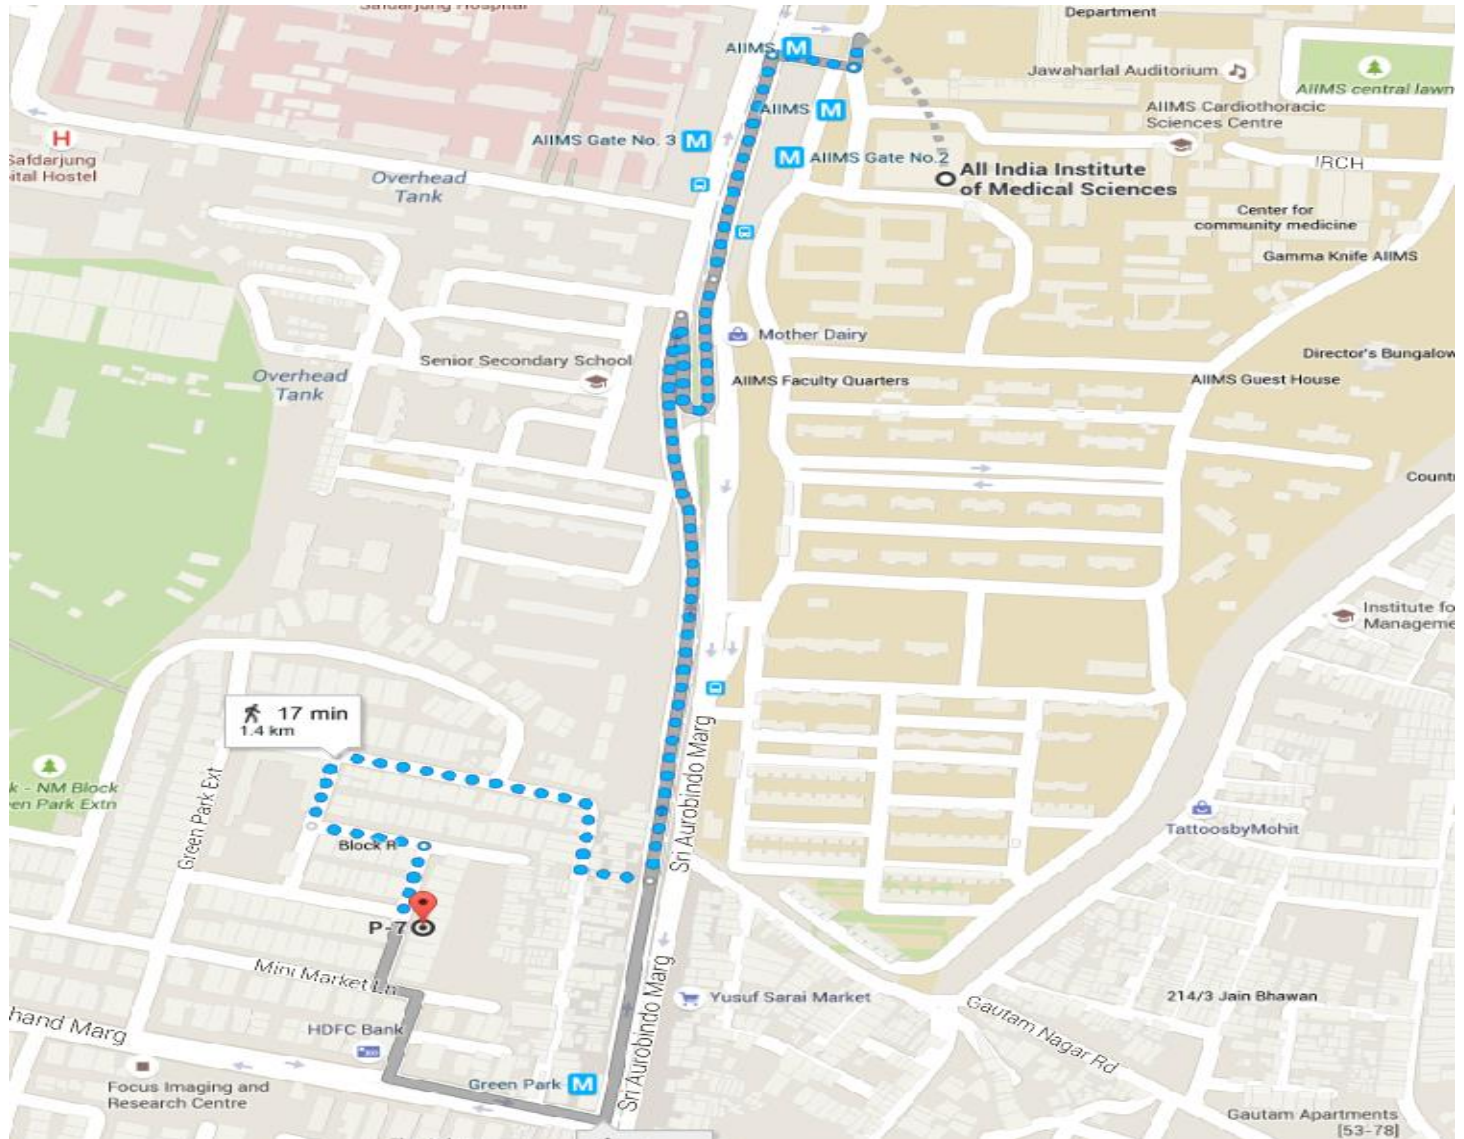 Safdarjung Hospital
Department
AIIMS
Jawaharlal Auditorium
AIIMS central lawn
AIIMS
AIIMS Cardiothoracic
Sciences Centre
AIIMS Gate No. 3
AIIMS Gate No.2
H
Safdarjung
ital Hostel
Overhead
Tank
All India Institute
of Medical Sciences
IRCH
Center for
community medicine
Gamma Knife AIIMS
Mother Dairy
Senior Secondary School
Director's Bungalow
Overhead
Tank
AIIMS Faculty Quarters
AIIMS Guest House
Count
Institute fo
Manageme
17 min
1.4 km
Sri Aurobindo Marg
k - NM Block
en Park Extn
Green Park Ext
TattoosbyMohit
Block R
P-7
Mini Market Ln
Sri Aurobindo Marg
Yusuf Sarai Market
214/3 Jain Bhawan
Gautam Nagar Rd
hand Marg
HDFC Bank
Focus Imaging and
Research Centre
Green Park
Gautam Apartments
[53-78]